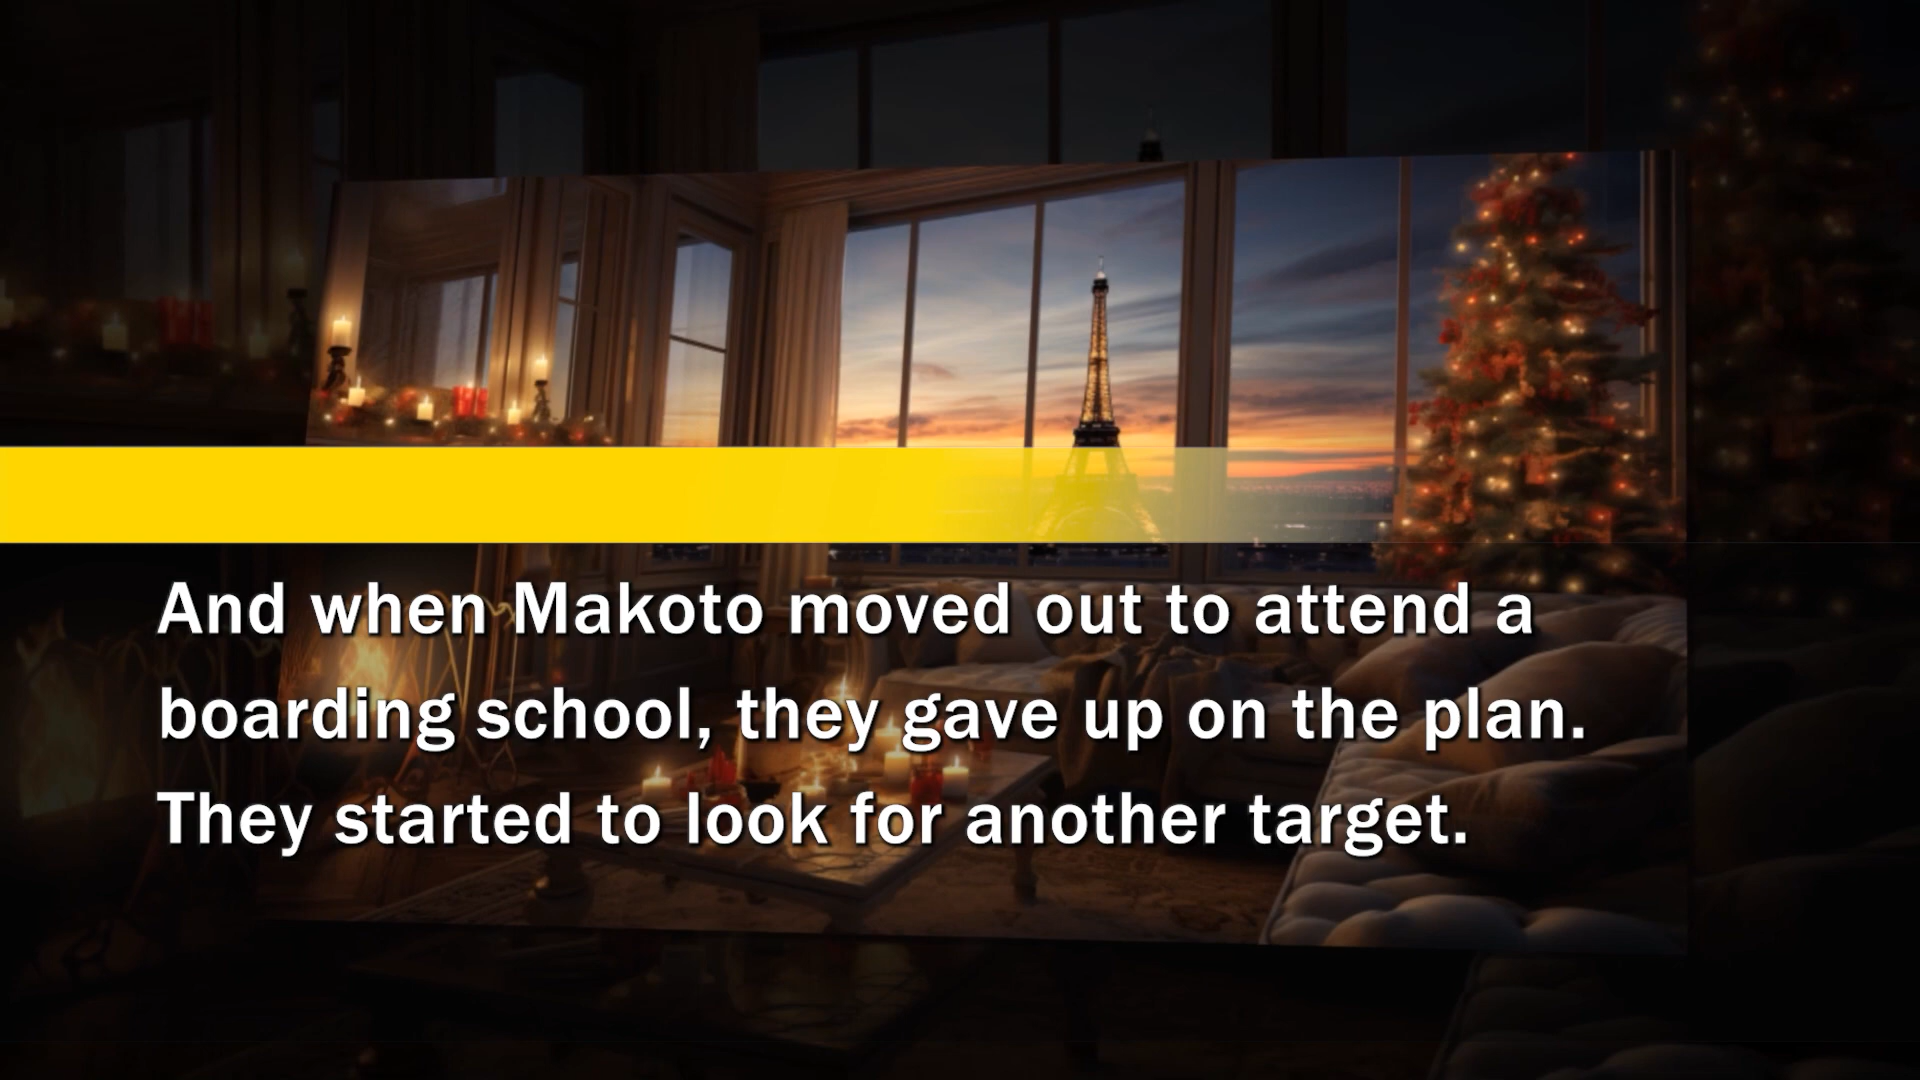 And when Makoto moved out to attend a
boarding school, they gave up on the plan.
They started to look for another target.